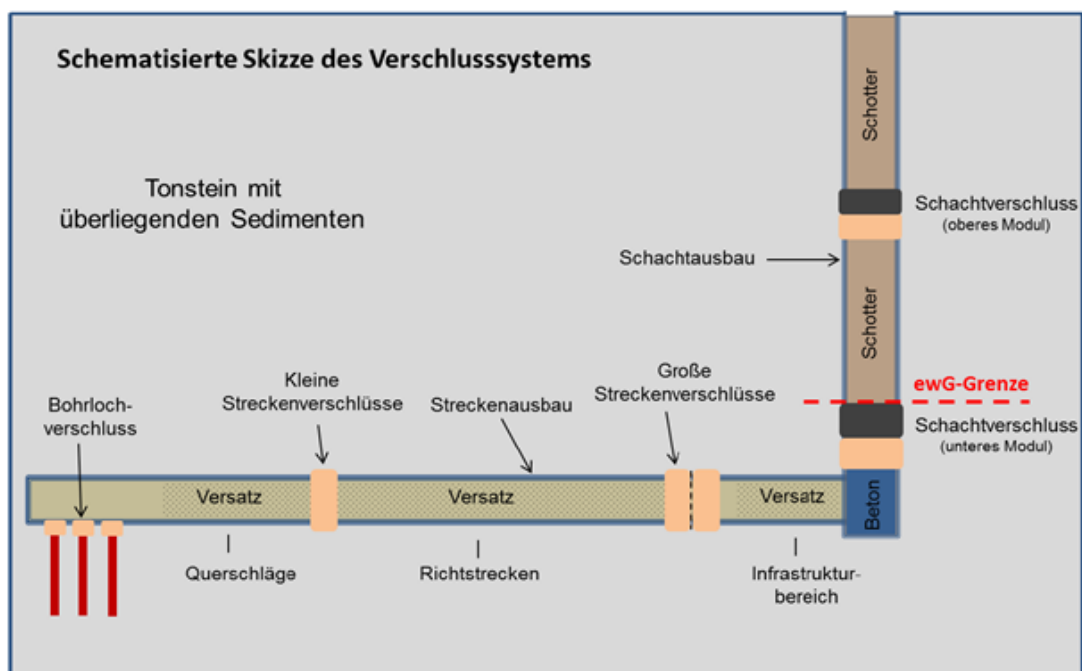 Schematisierte Skizze des Verschlusssystems
Tonstein mit
überliegenden Sedimenten
Schotter
Schachtverschluss
(oberes Modul)
Schachtausbau
Schotter
ewG-Grenze
Schachtverschluss
(unteres Modul)
Bohrloch-
verschluss
Kleine
Streckenverschlüsse
Streckenausbau
Große
Streckenverschlüsse
Versatz
Versatz
Versatz
Beton
Querschläge
Richtstrecken
Infrastruktur-
bereich